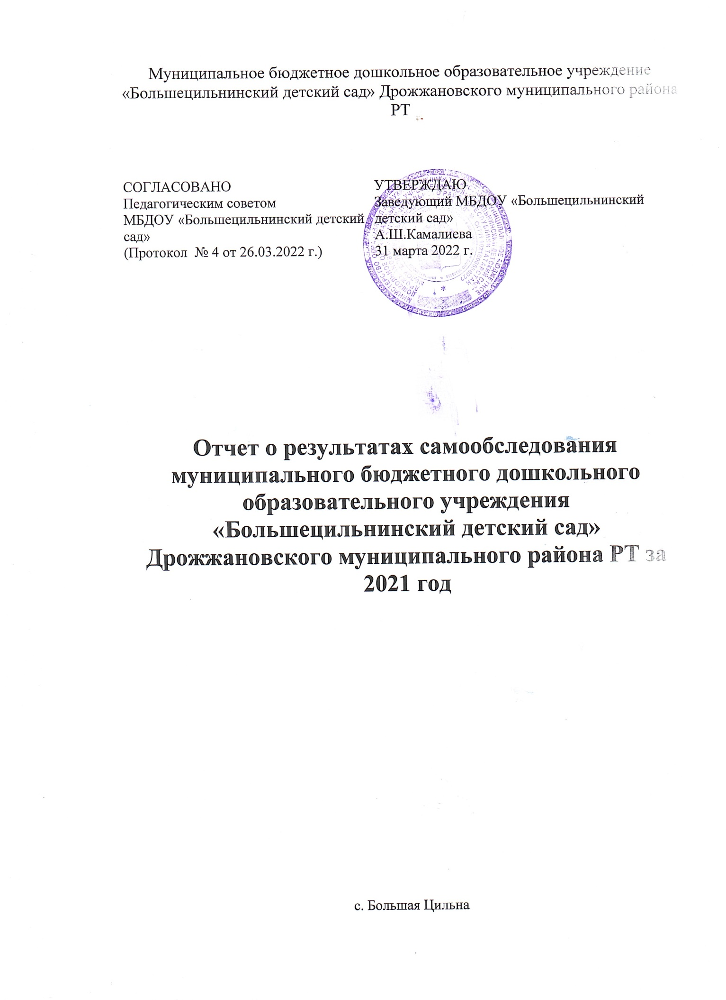 Муниципальное бюджетное дошкольное образовательное учреждение
«Большецильнинский детский сад» Дрожжановского муниципального района
РТ
СОГЛАСОВАНО
Педагогическим советом
МБДОУ «Большецильнинский детский
сад»
(Протокол № 4 от 26.03.2022 г.)
УТВЕРЖДАЮ
Заведующий МБДОУ «Большецильнинский
детский сад»
А.Ш.Камалиева
31 марта 2022 г.
Отчет о результатах самообследования
муниципального бюджетного дошкольного
образовательного учреждения
«Большецильнинский детский сад»
Дрожжановского муниципального района РТ за
2021 год
с. Большая Цильна